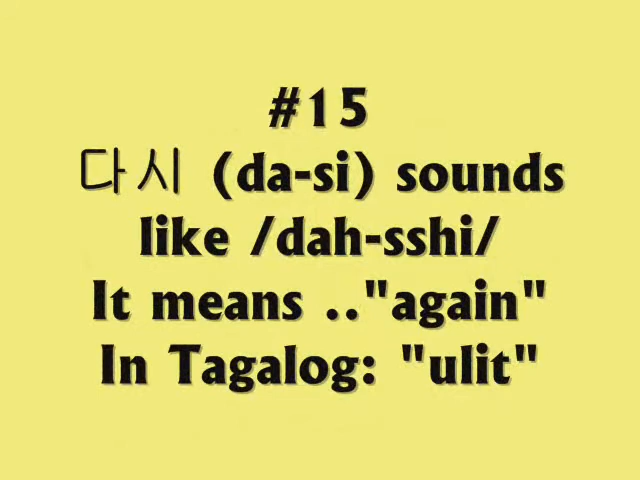 #15
다시 (da-si) sounds
like /dah-sshi/
It means .."again"
In Tagalog: "ulit"